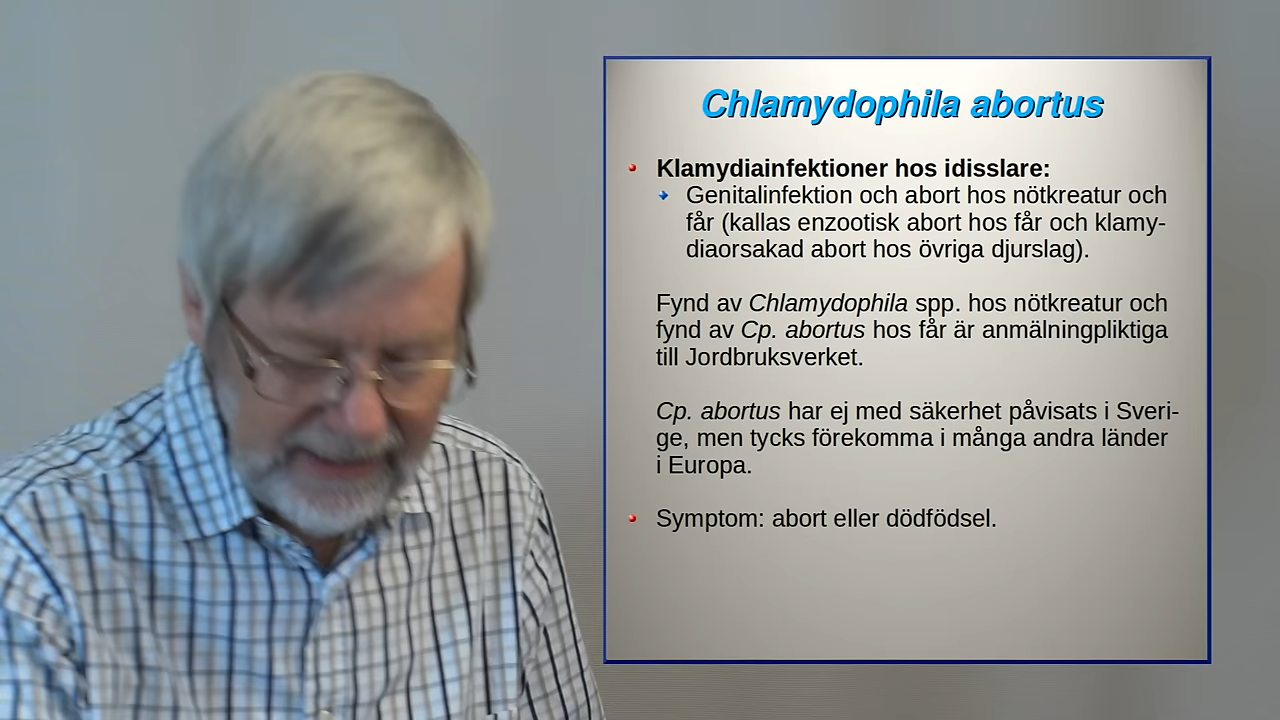 Chlamydophila abortus
Klamydiainfektioner hos idisslare:
Genitalinfektion och abort hos nötkreatur och
får (kallas enzootisk abort hos får och klamy-
diaorsakad abort hos övriga djurslag).
Fynd av Chlamydophila spp. hos nötkreatur och
fynd av Cp. abortus hos får är anmälningpliktiga
till Jordbruksverket.
Cp. abortus har ej med säkerhet påvisats i Sveri-
ge, men tycks förekomma i många andra länder
i Europa.
Symptom: abort eller dödfödsel.